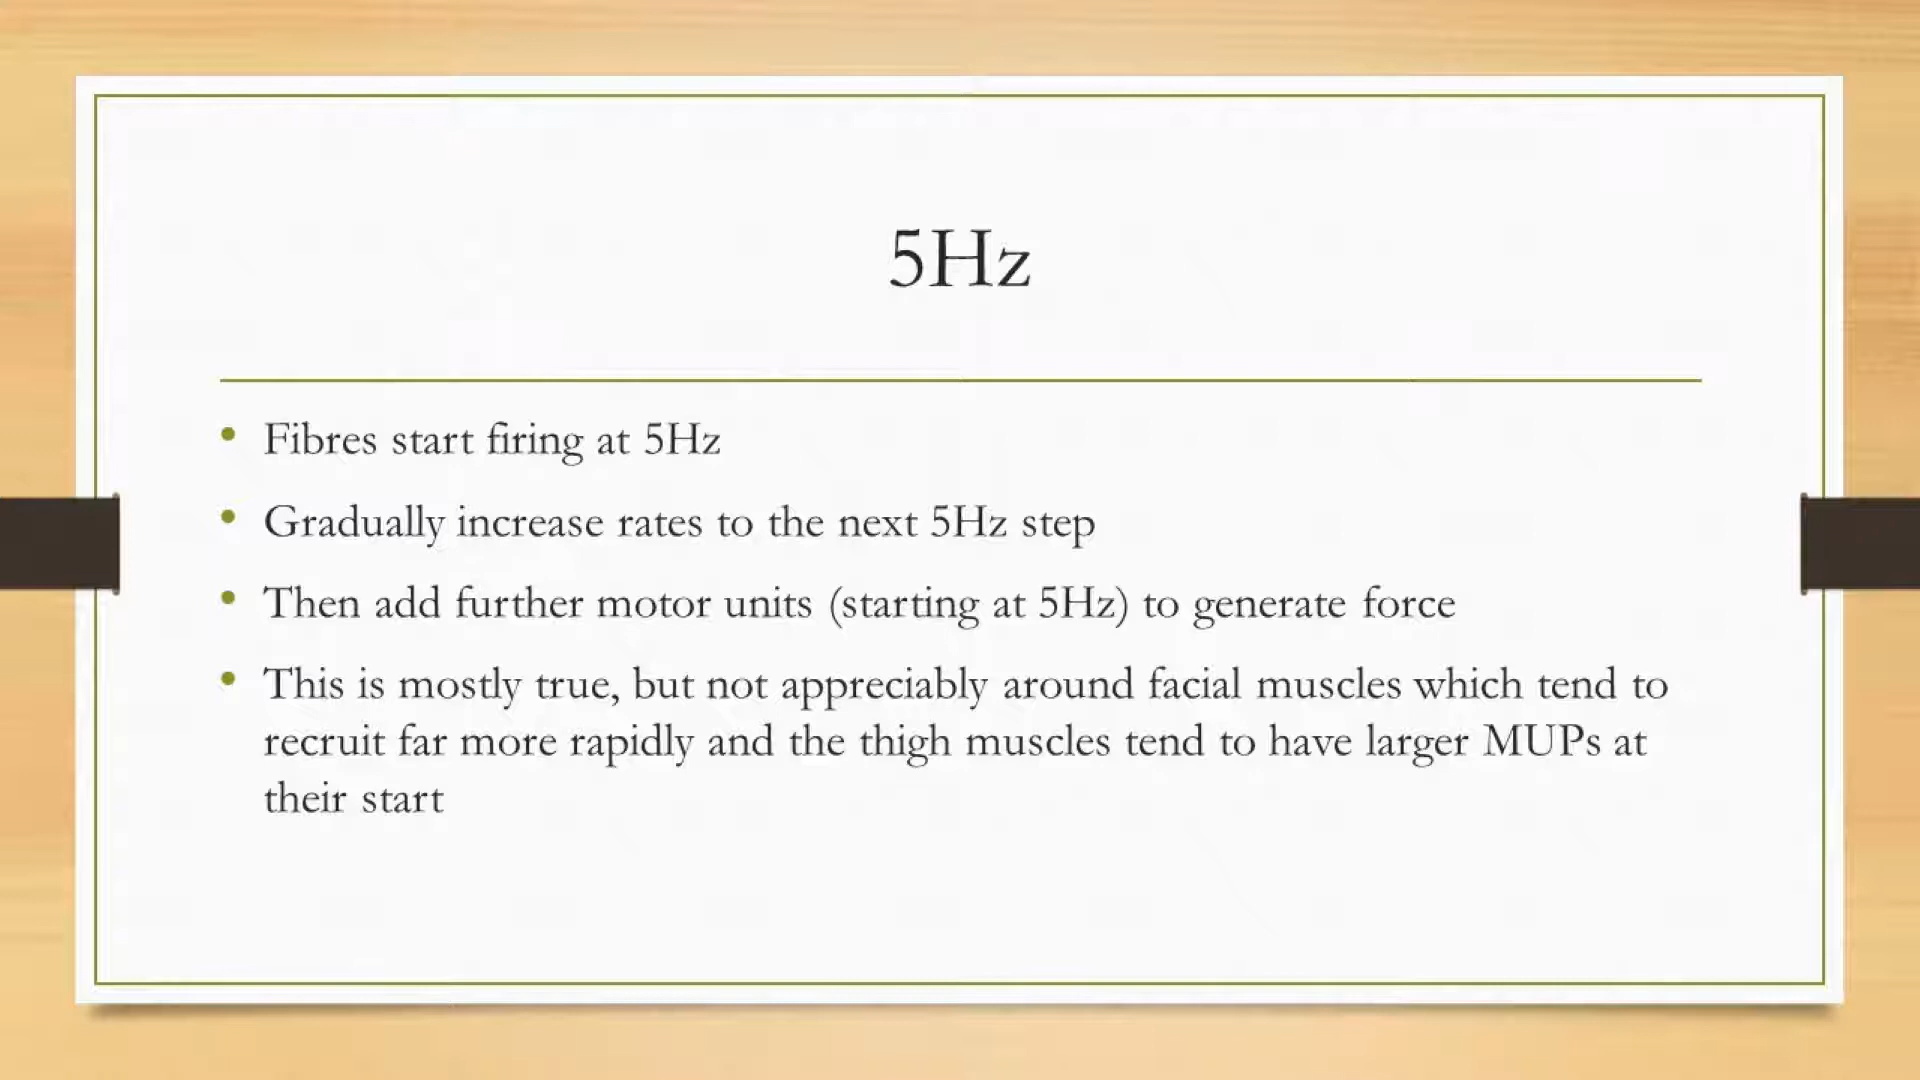 5Hz
• Fibres start firing at 5Hz
• Gradually increase rates to the next 5Hz step
• Then add further motor units (starting at 5Hz) to generate force
• This is mostly true, but not appreciably around facial muscles which tend to
recruit far more rapidly and the thigh muscles tend to have larger MUPs at
their start